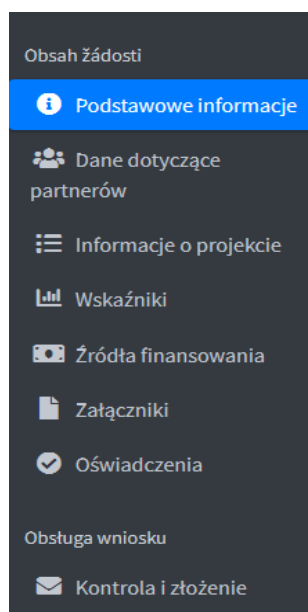 Obsah žádosti
Podstawowe informacje
Dane dotyczące
partnerów
Informacje o projekcie
Wskaźniki
Źródła finansowania
Załączniki
Oświadczenia
Obsługa wniosku
Kontrola i złożenie